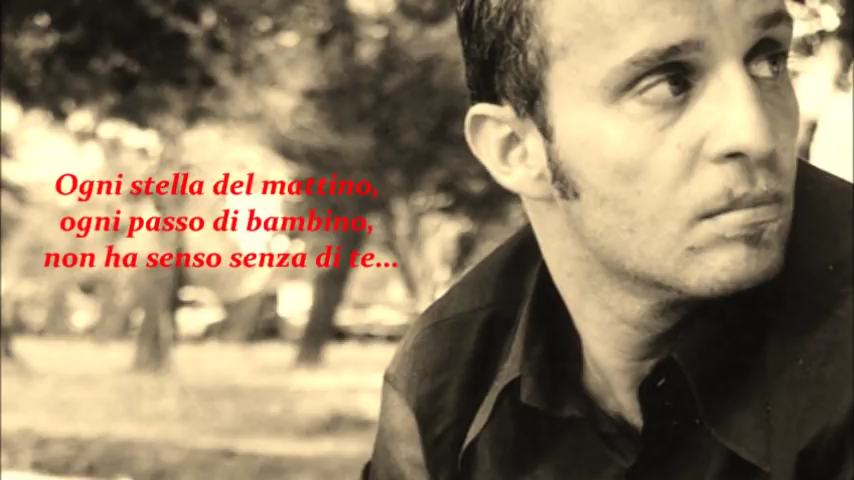 Ogni stella del mattino,
ogni passo di bambino,
non ha senso senza di te...